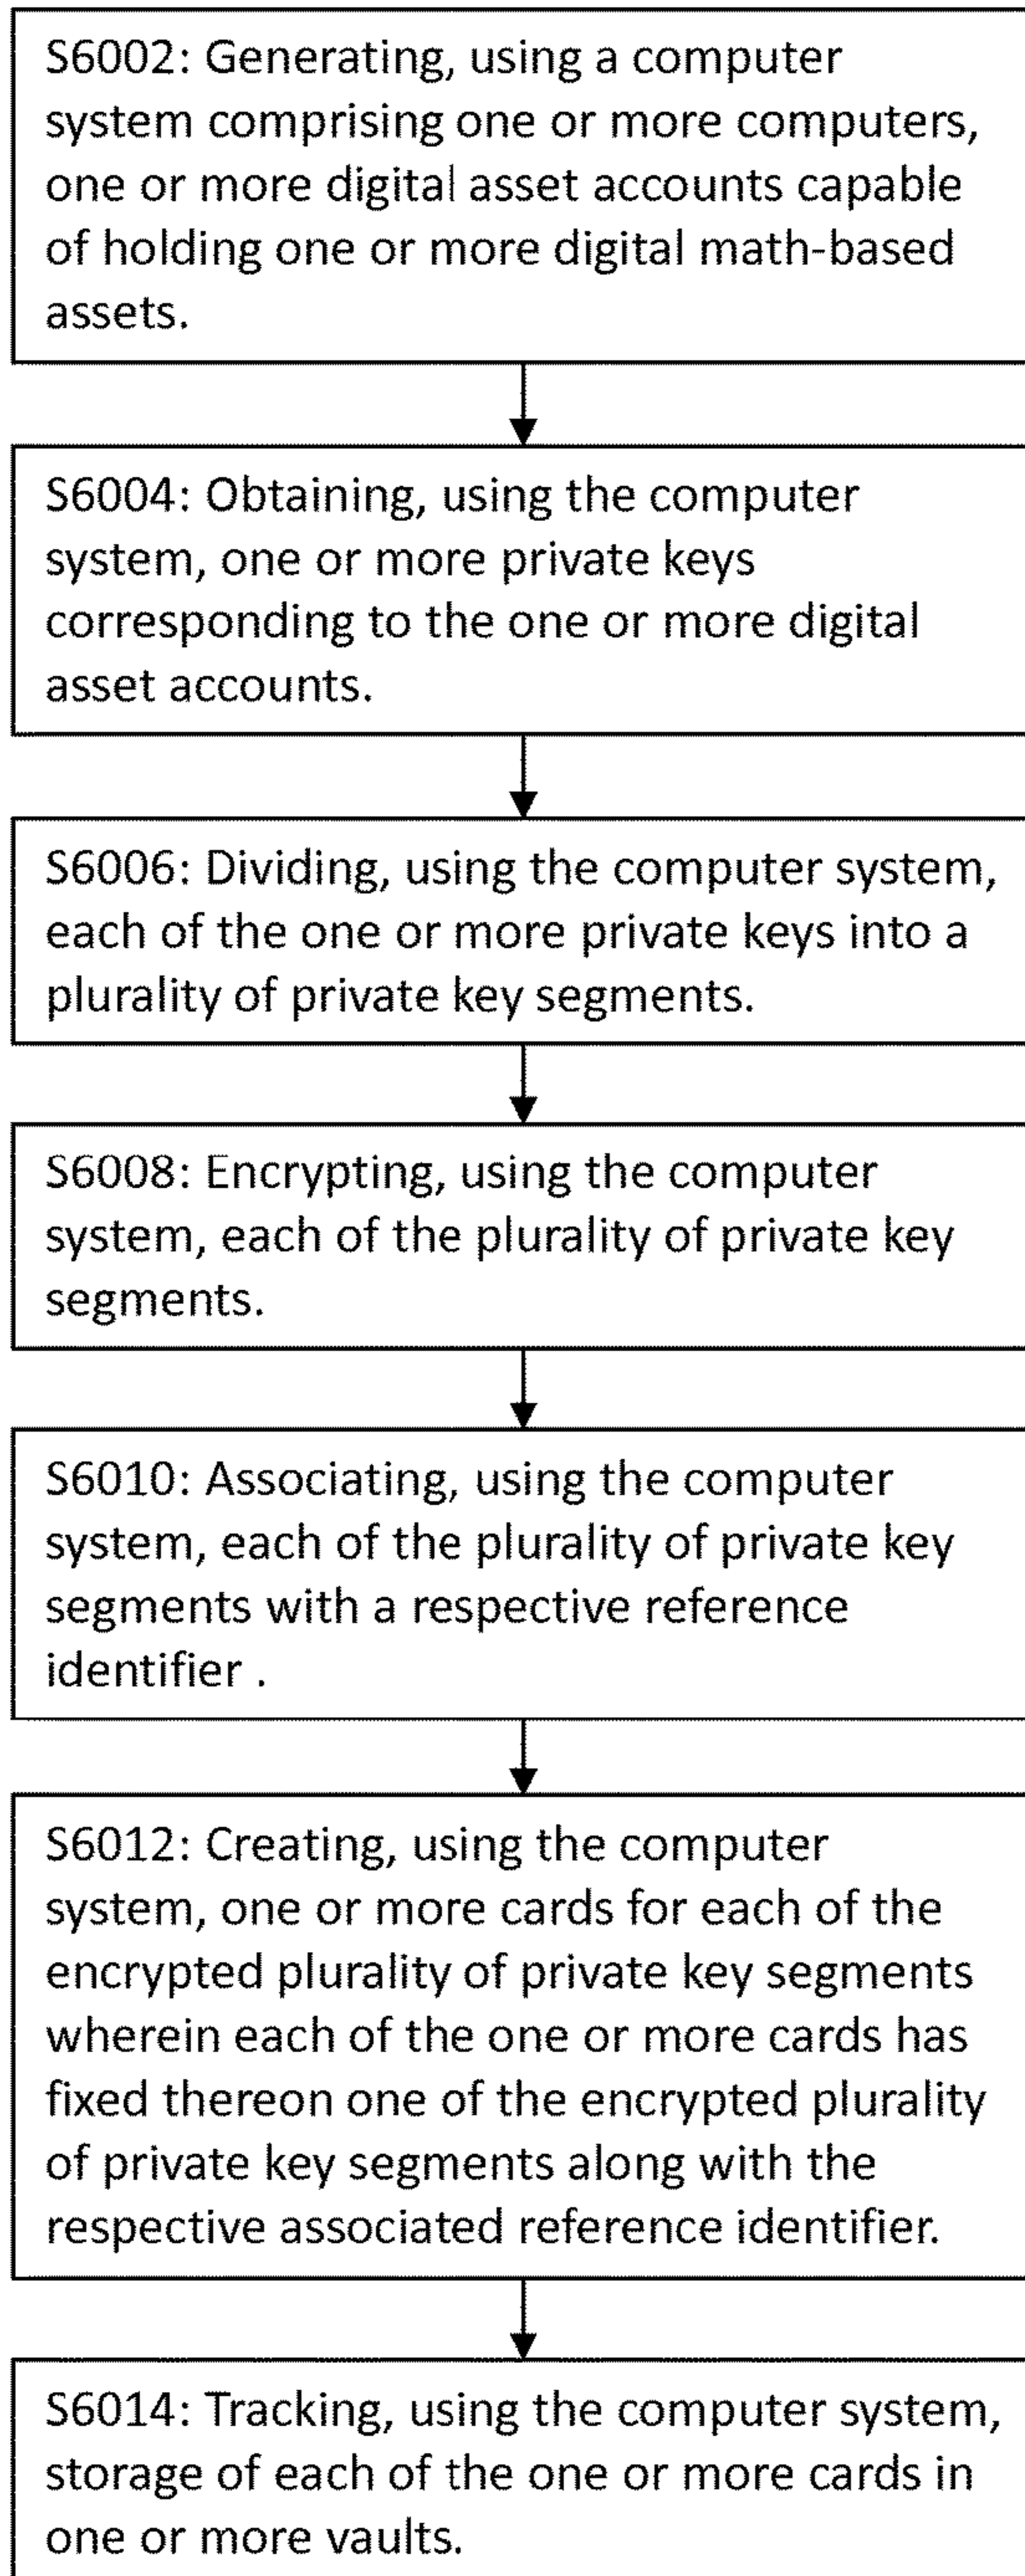 S6002: Generating, using a computer
system comprising one or more computers,
one or more digital asset accounts capable
of holding one or more digital math-based
assets.
S6004: Obtaining, using the computer
system, one or more private keys
corresponding to the one or more digital
asset accounts.
S6006: Dividing, using the computer system,
each of the one or more private keys into a
plurality of private key segments.
S6008: Encrypting, using the computer
system, each of the plurality of private key
segments.
S6010: Associating, using the computer
system, each of the plurality of private key
segments with a respective reference
identifier .
S6012: Creating, using the computer
system, one or more cards for each of the
encrypted plurality of private key segments
wherein each of the one or more cards has
fixed thereon one of the encrypted plurality
of private key segments along with the
respective associated reference identifier.
S6014: Tracking, using the computer system,
storage of each of the one or more cards in
one or more vaults.